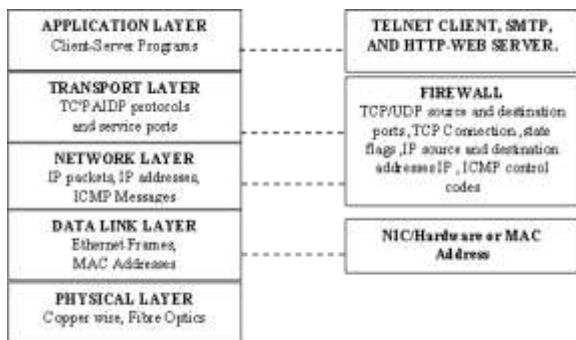 APPLICATION LAYER
Client-Server Programs
TRANSPORT LAYER
TCPAIDP protocols
and service ports
NETWORK LAYER
IP packets, IP addresses,
ICMP Messages
DATA LINK LAYER
Ethernet Frames,
MAC Addresses
PHYSICAL LAYER
Copper wise, Fibre Optics
TELNET CLIENT, SMTP,
AND HTTP-WEB SERVER.
FIREWALL
TCP/UDP source and destination
ports ,TCP Connection ,state
flags ,IP source and destination
addresses IP , ICMP control
codes
NIC/Hardware or MAC
Address